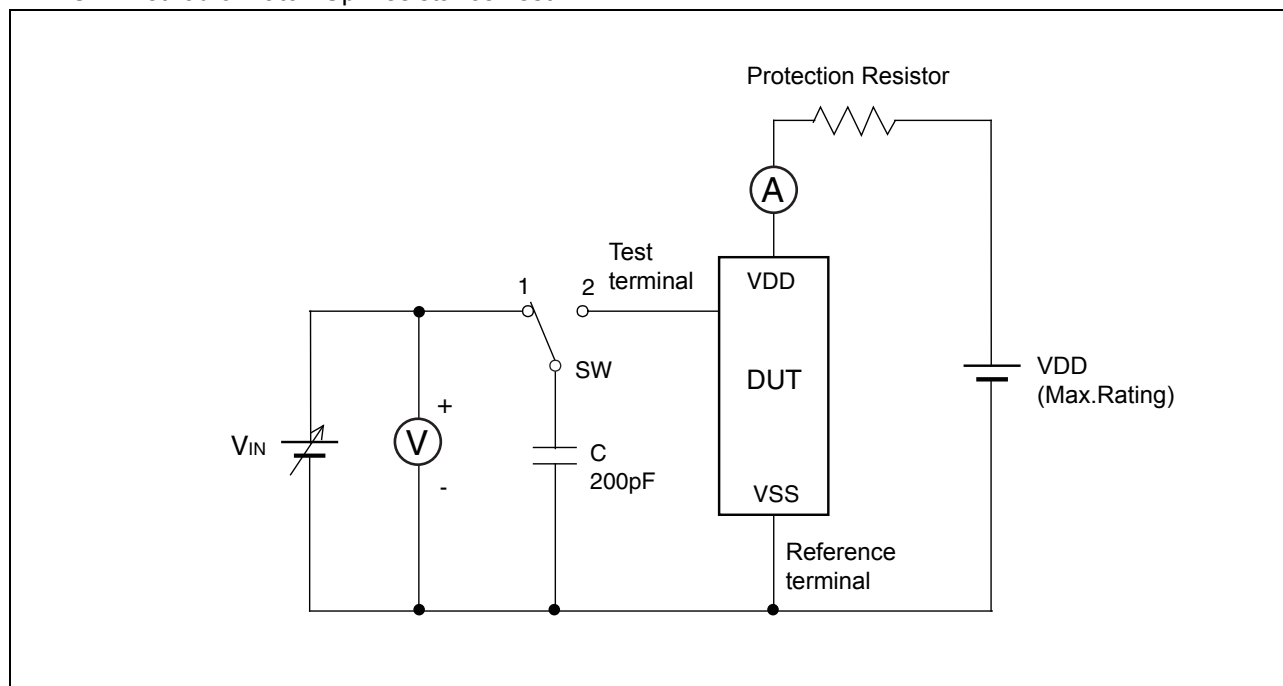 Protection Resistor
A
Test
terminal
VDD
1
2
SW
DUT
VDD
(Max.Rating)
VIN
+
V
-
C
200pF
VSS
Reference
terminal